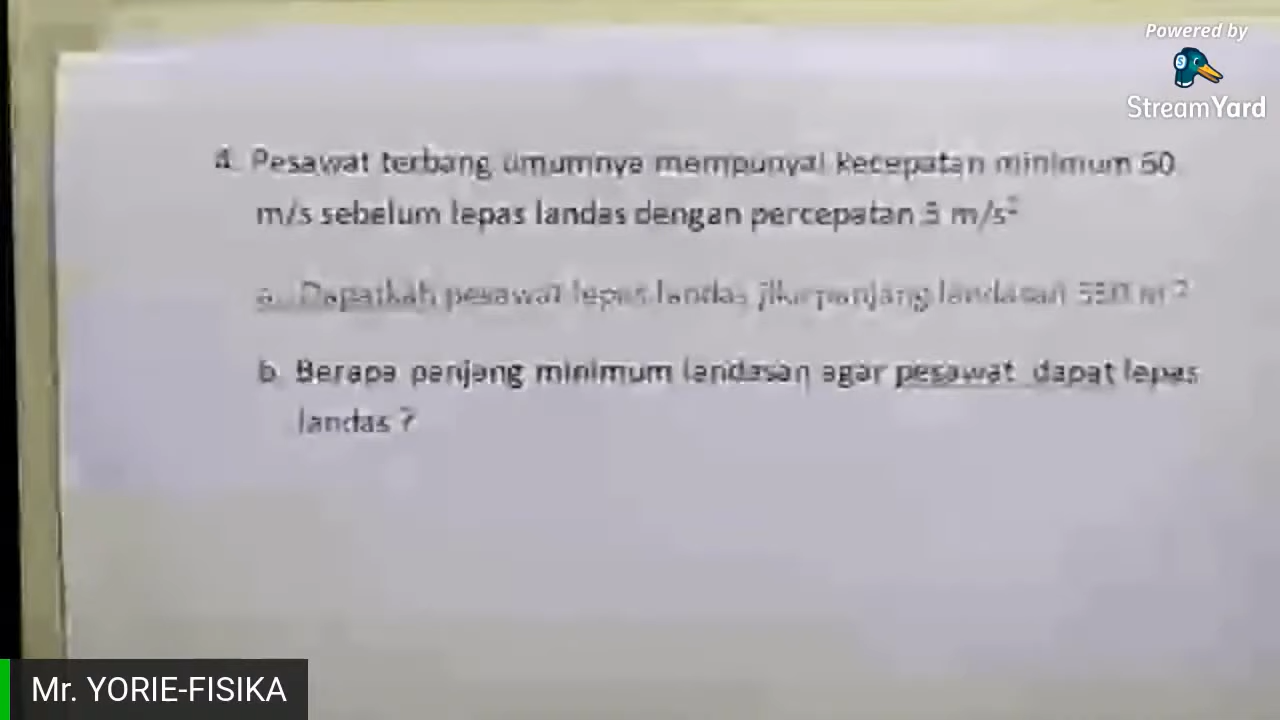 Powered by
StreamYard
4. Pesawat terbang umumnya mempunyai kecepatan minimum
m/s sebelum lepas landas dengan percepatan m/s²
a. Dapatkah pesawat lepas landas jika panjang landasan m ?
b. Berapa panjang minimum landasan agar pesawat dapat lepas
landas ?
Mr. YORIE-FISIKA